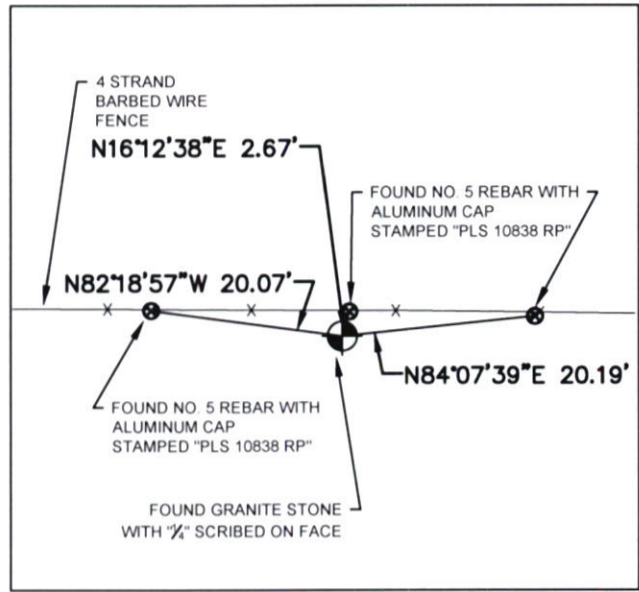 4 STRAND
BARBED WIRE
FENCE
N16°12'38"E 2.67'
FOUND NO. 5 REBAR WITH
ALUMINUM CAP
STAMPED "PLS 10838 RP"
N82°18'57"W 20.07'
N84°07'39"E 20.19'
FOUND NO. 5 REBAR WITH
ALUMINUM CAP
STAMPED "PLS 10838 RP"
FOUND GRANITE STONE
WITH "¼" SCRIBED ON FACE